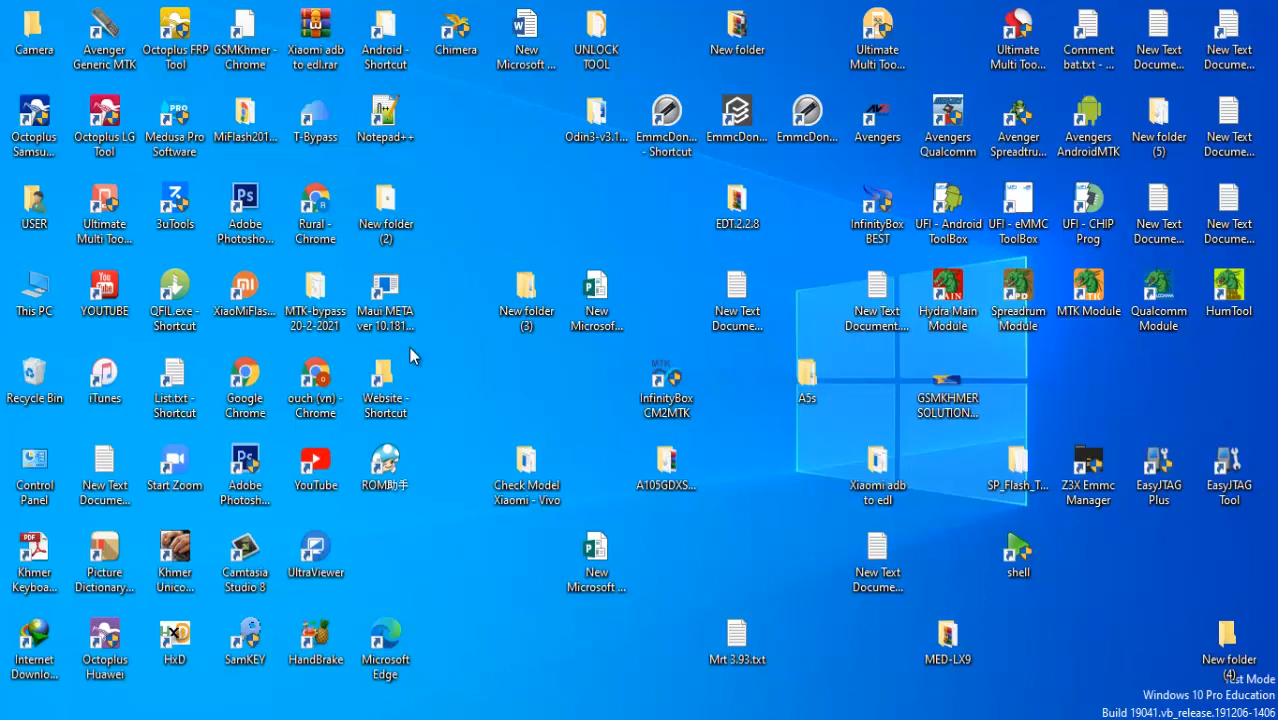 Camera
Avenger
Generic MTK
Octoplus FRP
Tool
GSMKhmer -
Chrome
Xiaomi adb
to edl.rar
Android -
Shortcut
Chimera
New
Microsoft ...
UNLOCK
TOOL
New folder
Ultimate
Multi Too...
Ultimate
Multi Too...
Comment
bat.txt - ...
New Text
Docume...
New Text
Docume...
Octoplus
Samsu...
Octoplus LG
Tool
Medusa Pro
Software
MiFlash201...
T-Bypass
Notepad++
Odin3-v3.1...
EmmcDon...
- Shortcut
EmmcDon...
EmmcDon...
Avengers
Avengers
Qualcomm
Avenger
Spreadtru...
Avengers
AndroidMTK
New folder
(5)
New Text
Docume...
USER
Ultimate
Multi Too...
3uTools
Adobe
Photosho...
Rural -
Chrome
New folder
(2)
EDT.2.2.8
InfinityBox
BEST
UFI - Android
ToolBox
UFI - eMMC
ToolBox
UFI - CHIP
Prog
New Text
Docume...
New Text
Docume...
This PC
YOUTUBE
QFIL.exe -
Shortcut
XiaoMiFlas...
MTK-bypass
20-2-2021
Maui META
ver 10.181...
New folder
(3)
New
Microsof...
New Text
Docume...
New Text
Document....
Hydra Main
Module
Spreadrum
Module
MTK Module
Qualcomm
Module
HumTool
Recycle Bin
iTunes
List.txt -
Shortcut
Google
Chrome
ouch (vn) -
Chrome
Website -
Shortcut
InfinityBox
CM2MTK
A5s
GSMKHMER
SOLUTION...
Control
Panel
New Text
Docume...
Start Zoom
Adobe
Photosh...
YouTube
ROM助手
Check Model
Xiaomi - Vivo
A105GDXS...
Xiaomi adb
to edl
SP_Flash_T...
Z3X Emmc
Manager
EasyJTAG
Plus
EasyJTAG
Tool
Khmer
Keyboa...
Picture
Dictionary...
Khmer
Unico...
Camtasia
Studio 8
UltraViewer
New
Microsoft ...
New Text
Docume...
shell
Internet
Downlo...
Octoplus
Huawei
HxD
SamKEY
HandBrake
Microsoft
Edge
Mrt 3.93.txt
MED-LX9
New folder
(4)
Mode
Windows 10 Pro Education
Build 19041.vb_release.191206-1406